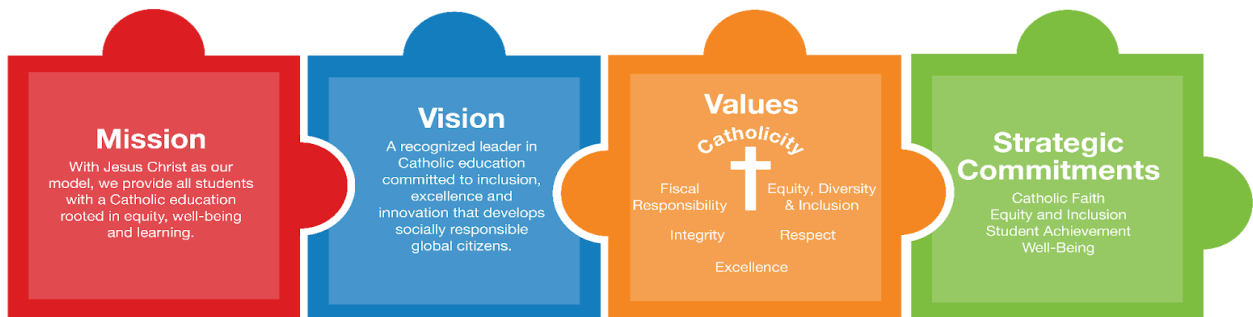 Mission
With Jesus Christ as our
model, we provide all students
with a Catholic education
rooted in equity, well-being
and learning.
Vision
A recognized leader in
Catholic education
committed to inclusion,
excellence and
innovation that develops
socially responsible
global citizens.
Values
Catholicity
Fiscal
Responsibility
Equity, Diversity
& Inclusion
Integrity
Respect
Excellence
Strategic
Commitments
Catholic Faith
Equity and Inclusion
Student Achievement
Well-Being